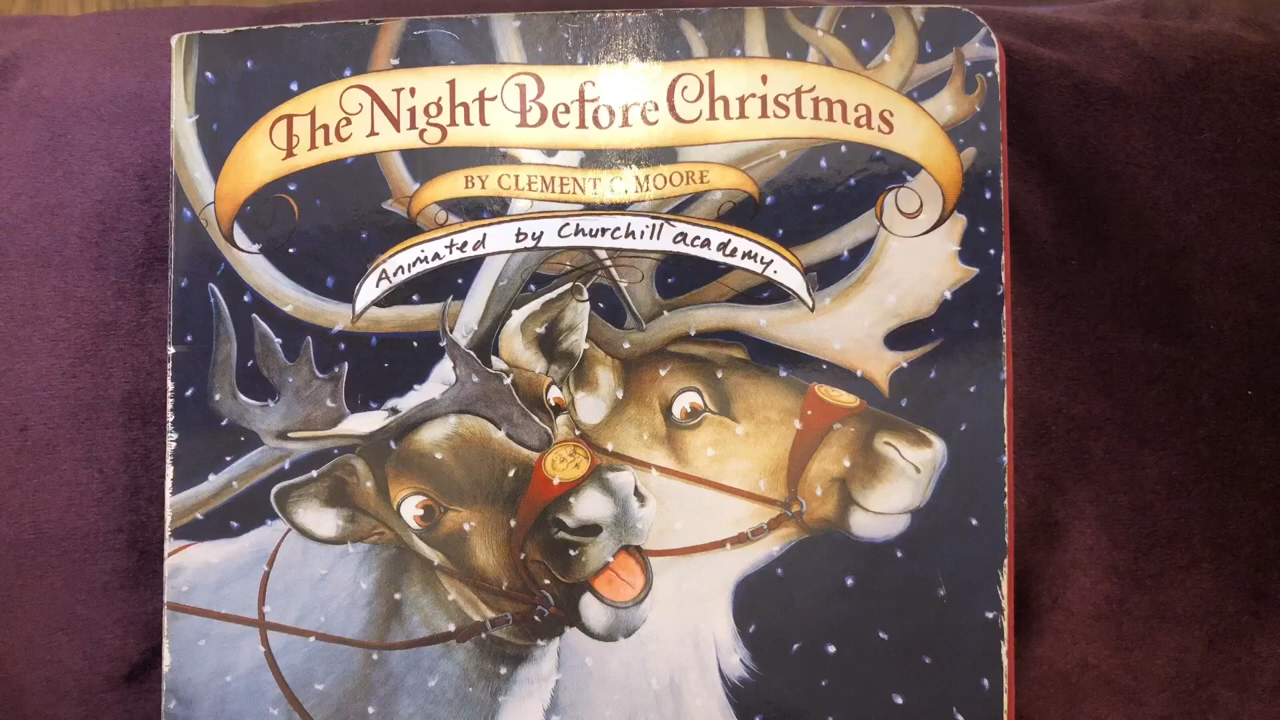 The Night Before Christmas
BY CLEMENT C. MOORE
Animated by Churchill academy.